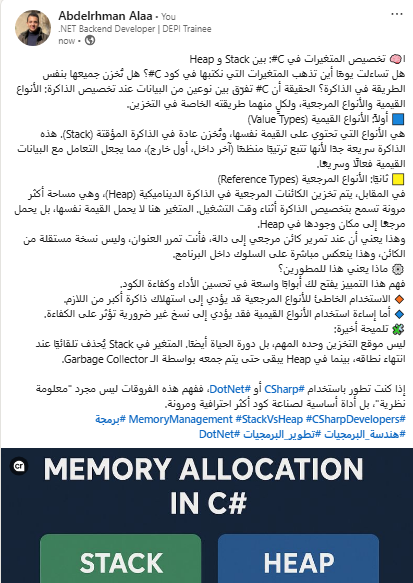 Abdelrhman Alaa • You
.NET Backend Developer | DEPI Trainee
now •
🧠 تخصيص المتغيرات في C#: بين Stack و Heap
هل تساءلت يومًا أين تذهب المتغيرات التي نكتبها في كود C#؟ هل تُخزن جميعها بنفس
الطريقة في الذاكرة؟ الحقيقة أن C# تفرّق بين نوعين من البيانات عند تخصيص الذاكرة: الأنواع
القيمية والأنواع المرجعية، ولكل منهما طريقته الخاصة في التخزين.
🟦 أولاً: الأنواع القيمية (Value Types)
هي الأنواع التي تحتوي على القيمة نفسها، وتُخزن عادة في الذاكرة المؤقتة (Stack). هذه
الذاكرة سريعة جدًا لأنها تتبع ترتيبًا منظمًا (آخر داخل، أول خارج)، مما يجعل التعامل مع البيانات
القيمية فعالًا وسريعًا.
🟨 ثانيًا: الأنواع المرجعية (Reference Types)
في المقابل، يتم تخزين الكائنات المرجعية في الذاكرة الديناميكية (Heap)، وهي مساحة أكثر
مرونة تسمح بتخصيص الذاكرة أثناء وقت التشغيل. المتغير هنا لا يحمل القيمة نفسها، بل يحمل
مرجعًا إلى مكان وجودها في Heap.
وهذا يعني أن عند تمرير كائن مرجعي إلى دالة، فأنت تمرر العنوان، وليس نسخة مستقلة من
الكائن، وهذا ينعكس مباشرة على السلوك داخل البرنامج.
ماذا يعني هذا للمطورين؟
فهم هذا التمييز يفتح لك أبوابًا واسعة في تحسين الأداء وكفاءة الكود.
🔸 الاستخدام الخاطئ للأنواع المرجعية قد يؤدي إلى استهلاك ذاكرة أكبر من اللازم.
🔸 أما إساءة استخدام الأنواع القيمية فقد يؤدي إلى نسخ غير ضرورية تؤثر على الكفاءة.
🧩 تلميحة أخيرة:
ليس موقع التخزين وحده المهم، بل دورة الحياة أيضًا. المتغير في Stack يُحذف تلقائيًا عند
انتهاء نطاقه، بينما في Heap يبقى حتى يتم جمعه بواسطة الـ Garbage Collector.
إذا كنت تطور باستخدام #CSharp أو #DotNet، ففهم هذه الفروقات ليس مجرد "معلومة
نظرية"، بل أداة أساسية لصناعة كود أكثر احترافية ومرونة.
#برمجة #MemoryManagement #StackVsHeap #CSharpDevelopers
#هندسة_البرمجيات #تطوير_البرمجيات #DotNet
cr
MEMORY ALLOCATION
IN C#
STACK
HEAP